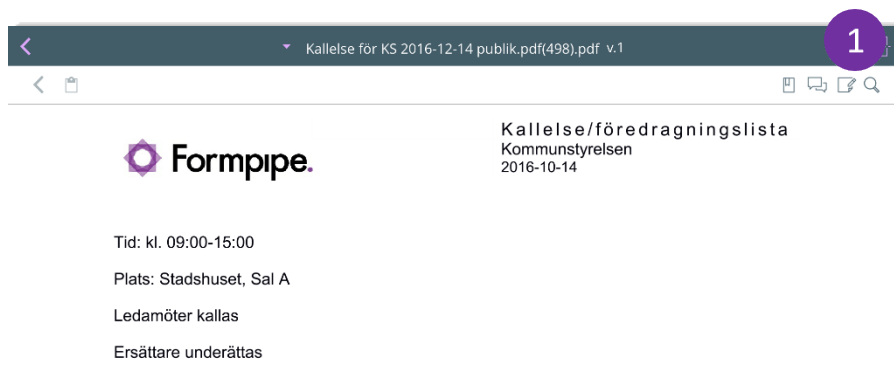 Kallelse för KS 2016-12-14 publik.pdf(498).pdf v.1
1
Formpipe.
Kallelse/föredragningslista
Kommunstyrelsen
2016-10-14
Tid: kl. 09:00-15:00
Plats: Stadshuset, Sal A
Ledamöter kallas
Ersättare underättas